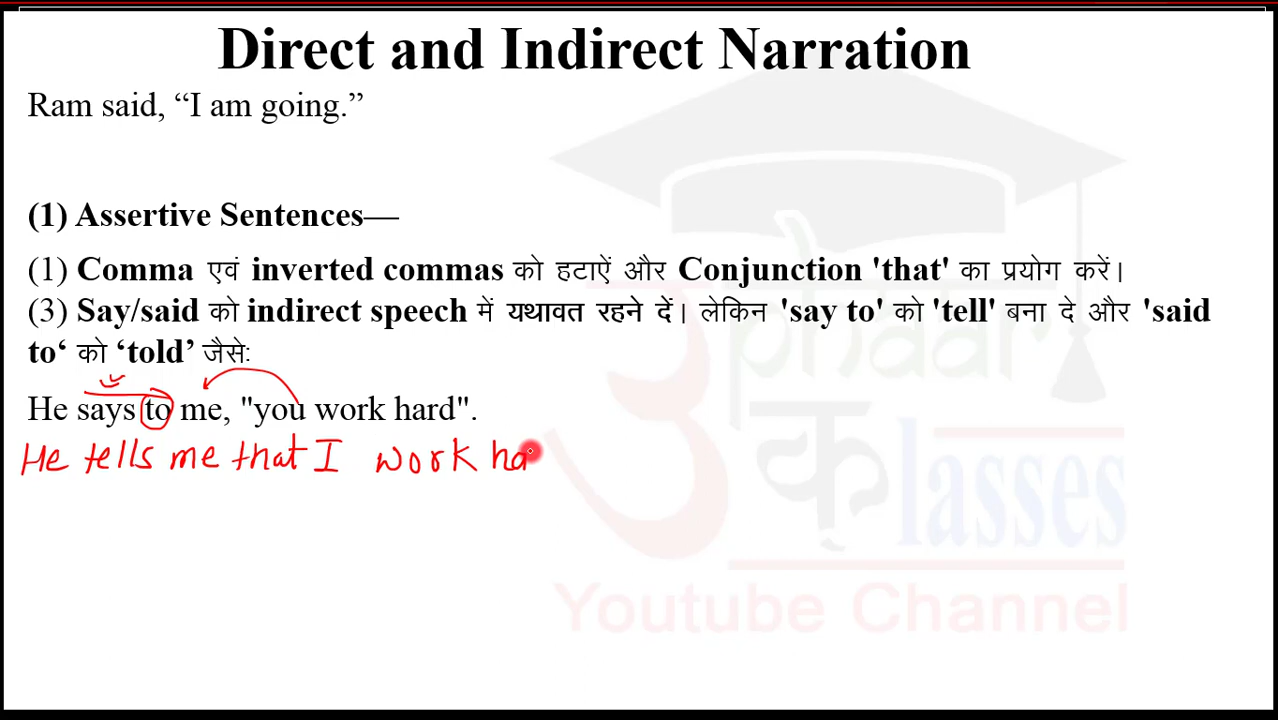 Direct and Indirect Narration
Ram said, “I am going.”
(1) Assertive Sentences—
(1) Comma एवं inverted commas को हटाऐं और Conjunction 'that' का प्रयोग करें।
(3) Say/said को indirect speech में यथावत रहने दें। लेकिन 'say to' को 'tell' बना दे और 'said
to‘ को ‘told’ जैसे:
He says to me, "you work hard".
He tells me that I work ha
उphaar
कlasses
Youtube Channel